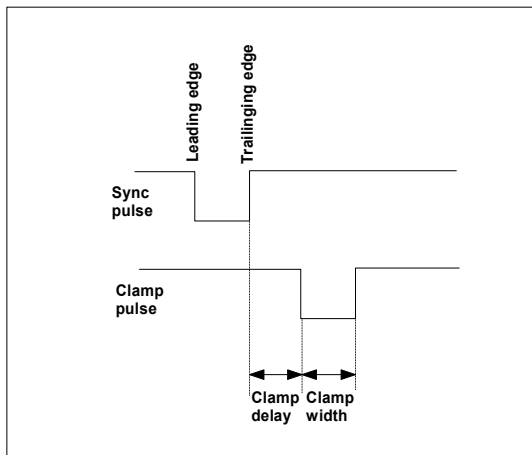 Leading edge
Trailinging edge
Sync
pulse
Clamp
pulse
Clamp
delay
Clamp
width